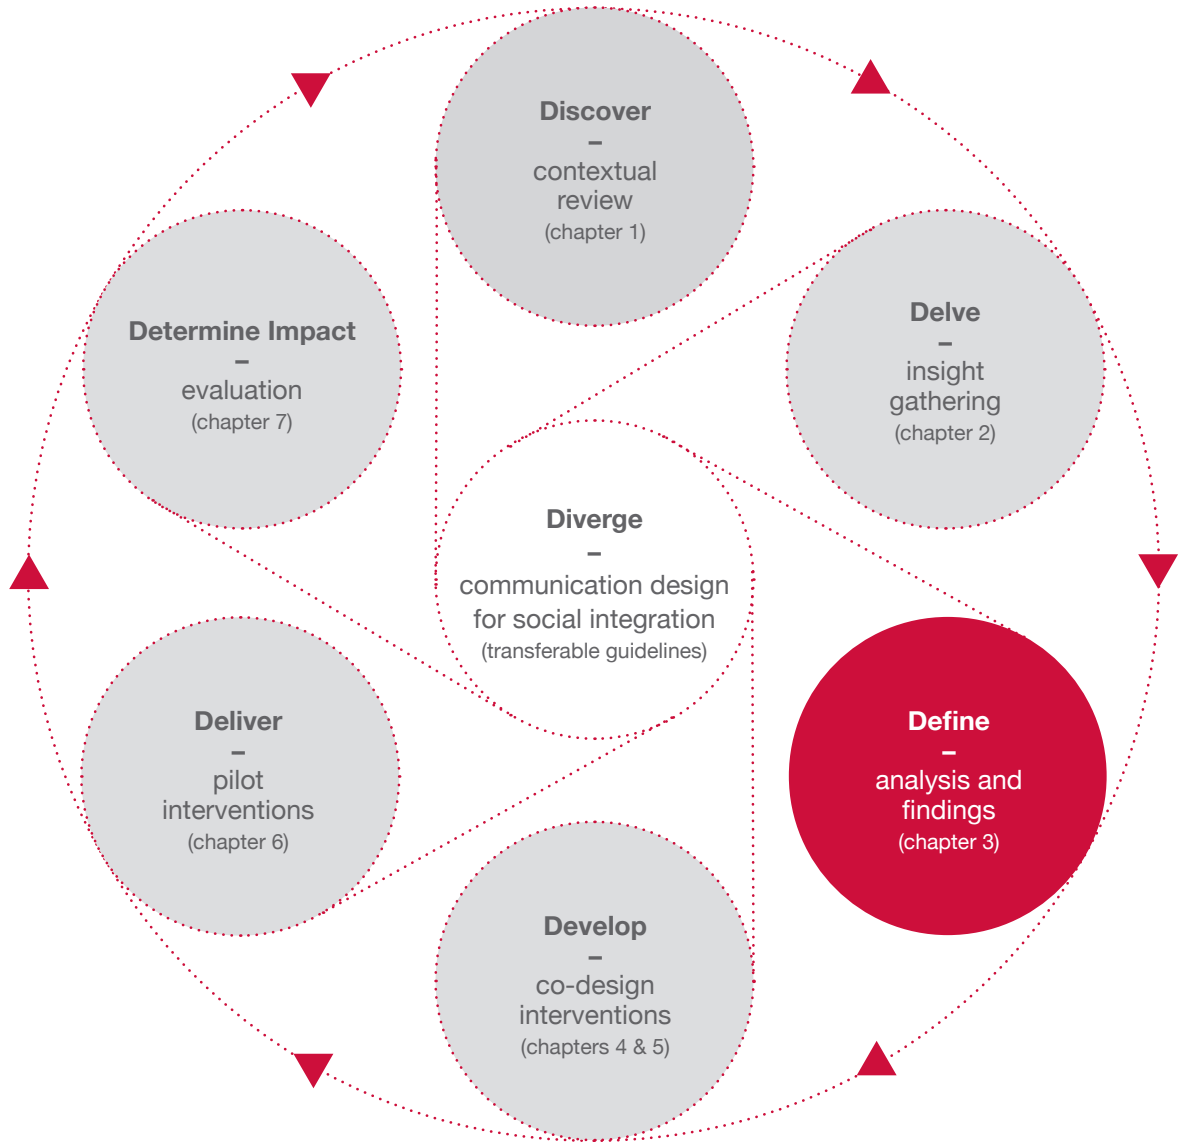 Discover
–
contextual
review
(chapter 1)
Delve
–
insight
gathering
(chapter 2)
Define
–
analysis and
findings
(chapter 3)
Develop
–
co-design
interventions
(chapters 4 & 5)
Deliver
–
pilot
interventions
(chapter 6)
Determine Impact
–
evaluation
(chapter 7)
Diverge
–
communication design
for social integration
(transferable guidelines)